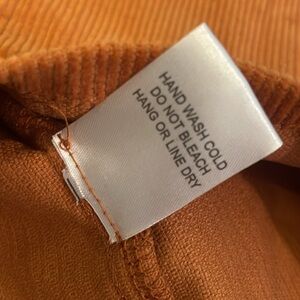 HAND WASH COLD
DO NOT BLEACH
HANG OR LINE DRY